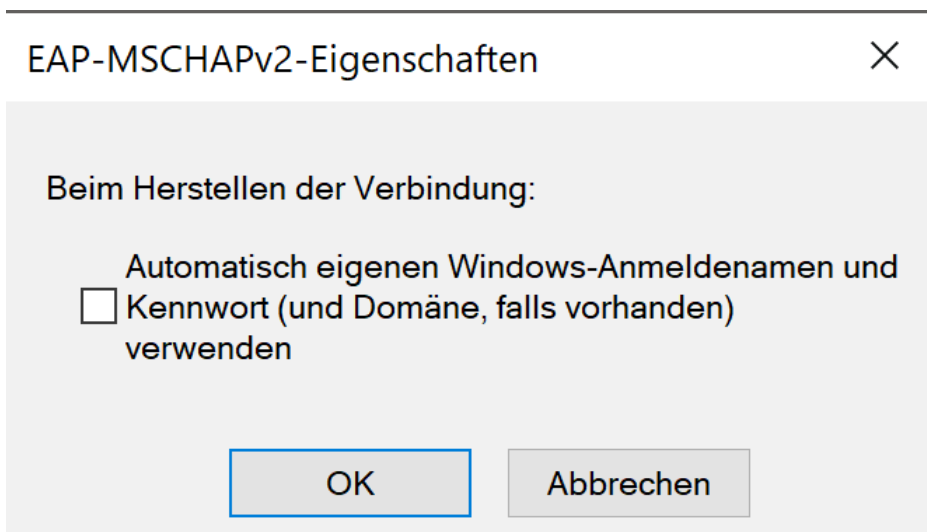 EAP-MSCHAPv2-Eigenschaften
Beim Herstellen der Verbindung:
Automatisch eigenen Windows-Anmeldenamen und
Kennwort (und Domäne, falls vorhanden)
verwenden
OK
Abbrechen